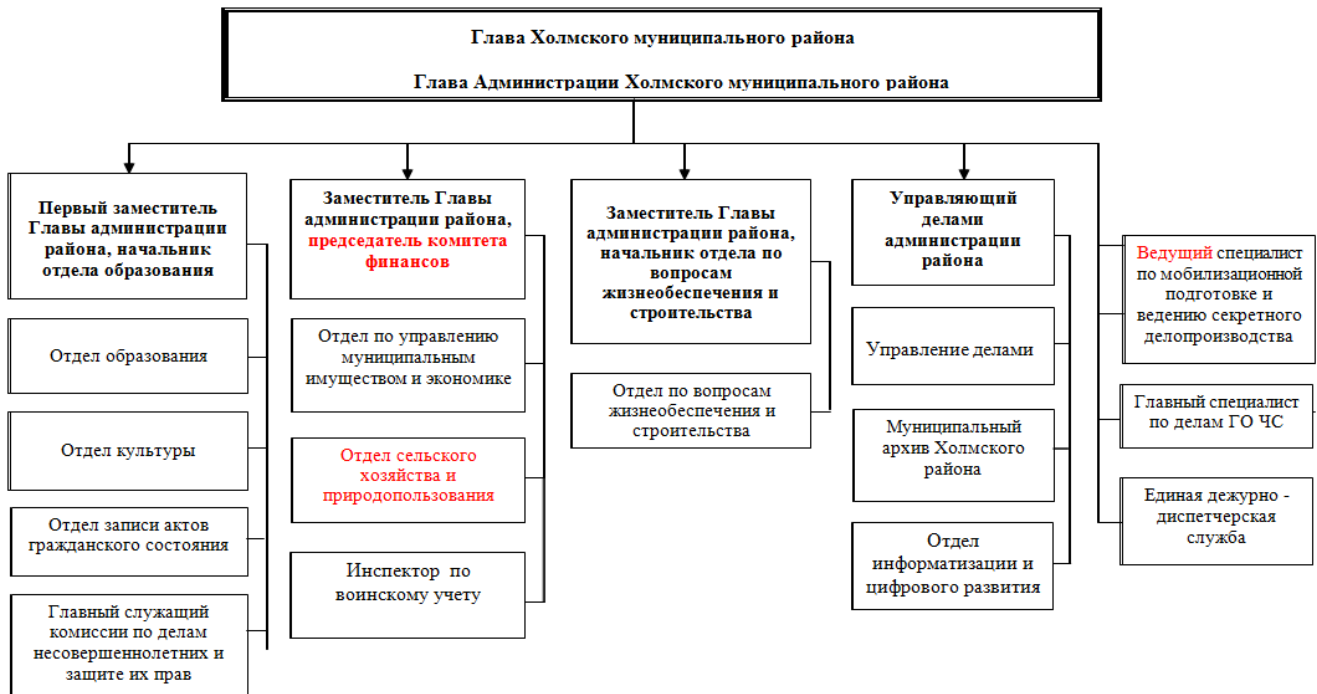 Глава Холмского муниципального района
Глава Администрации Холмского муниципального района
Первый заместитель
Главы администрации
района, начальник
отдела образования
Отдел образования
Отдел культуры
Отдел записи актов
гражданского состояния
Главный служащий
комиссии по делам
несовершеннолетних и
защите их прав
Заместитель Главы
администрации района,
председатель комитета
финансов
Отдел по управлению
муниципальным
имуществом и экономике
Отдел сельского
хозяйства и
природопользования
Инспектор по
воинскому учету
Заместитель Главы
администрации района,
начальник отдела по
вопросам
жизнеобеспечения и
строительства
Отдел по вопросам
жизнеобеспечения и
строительства
Управляющий
делами
администрации
района
Управление делами
Муниципальный
архив Холмского
района
Отдел
информатизации и
цифрового развития
Ведущий специалист
по мобилизационной
подготовке и
ведению секретного
делопроизводства
Главный специалист
по делам ГО ЧС
Единая дежурно -
диспетчерская
служба